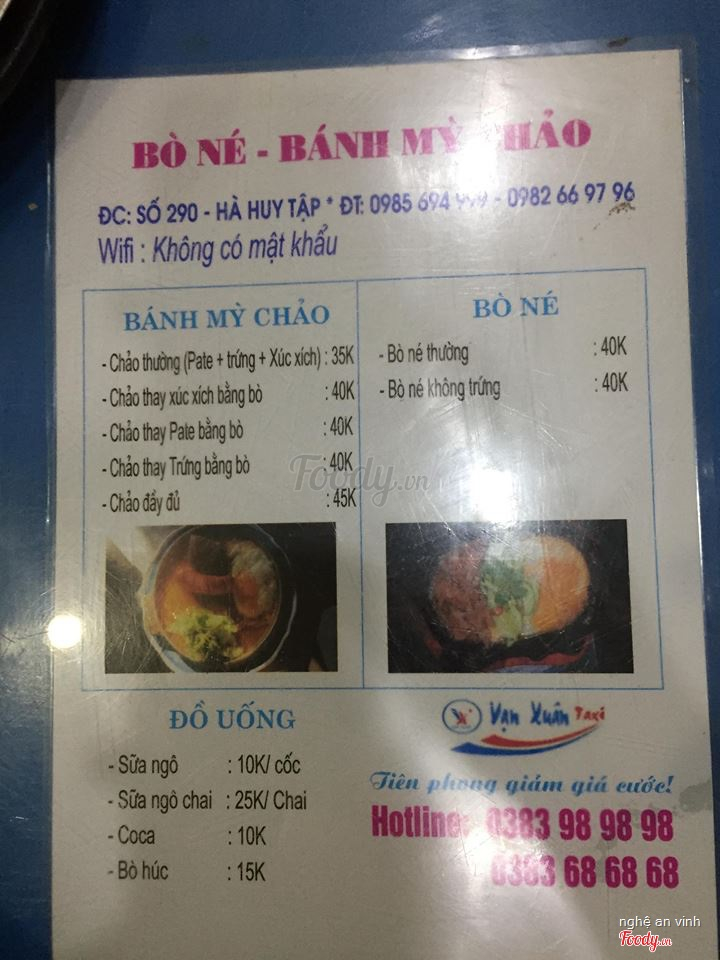 BÒ NÉ - BÁNH MỲ CHẢO
ĐC: SỐ 290 - HÀ HUY TẬP * ĐT: 0985 694 999 - 0982 66 97 96
Wifi : Không có mật khẩu
BÁNH MỲ CHẢO
- Chảo thường (Pate + trứng + Xúc xích) : 35K
- Chảo thay xúc xích bằng bò : 40K
- Chảo thay Pate bằng bò : 40K
- Chảo thay Trứng bằng bò : 40K
- Chảo đầy đủ : 45K
BÒ NÉ
- Bò né thường : 40K
- Bò né không trứng : 40K
Foody.vn
ĐỒ UỐNG
- Sữa ngô : 10K/ cốc
- Sữa ngô chai : 25K/ Chai
- Coca : 10K
- Bò húc : 15K
Vạn Xuân Taxi
Tiên phong giảm giá cước!
Hotline: 0383 98 98 98
0383 68 68 68
nghệ an vinh
Foody.vn